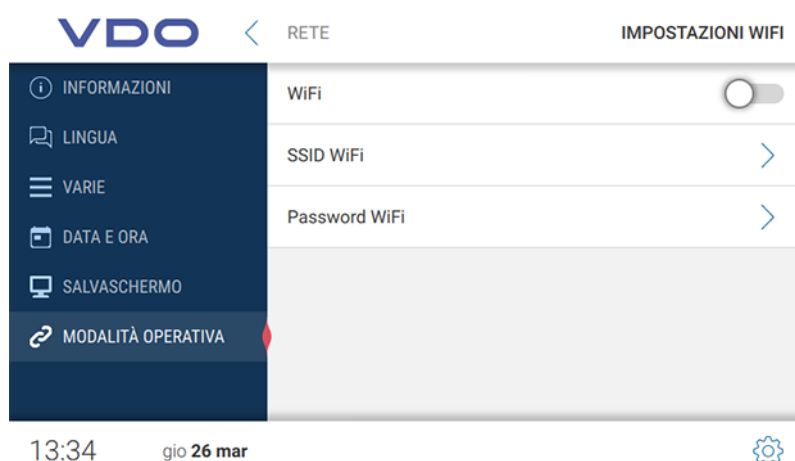 VDO
RETE
IMPOSTAZIONI WIFI
INFORMAZIONI
LINGUA
VARIE
DATA E ORA
SALVASCHERMO
MODALITÀ OPERATIVA
WiFi
SSID WiFi
Password WiFi
13:34
gio 26 mar